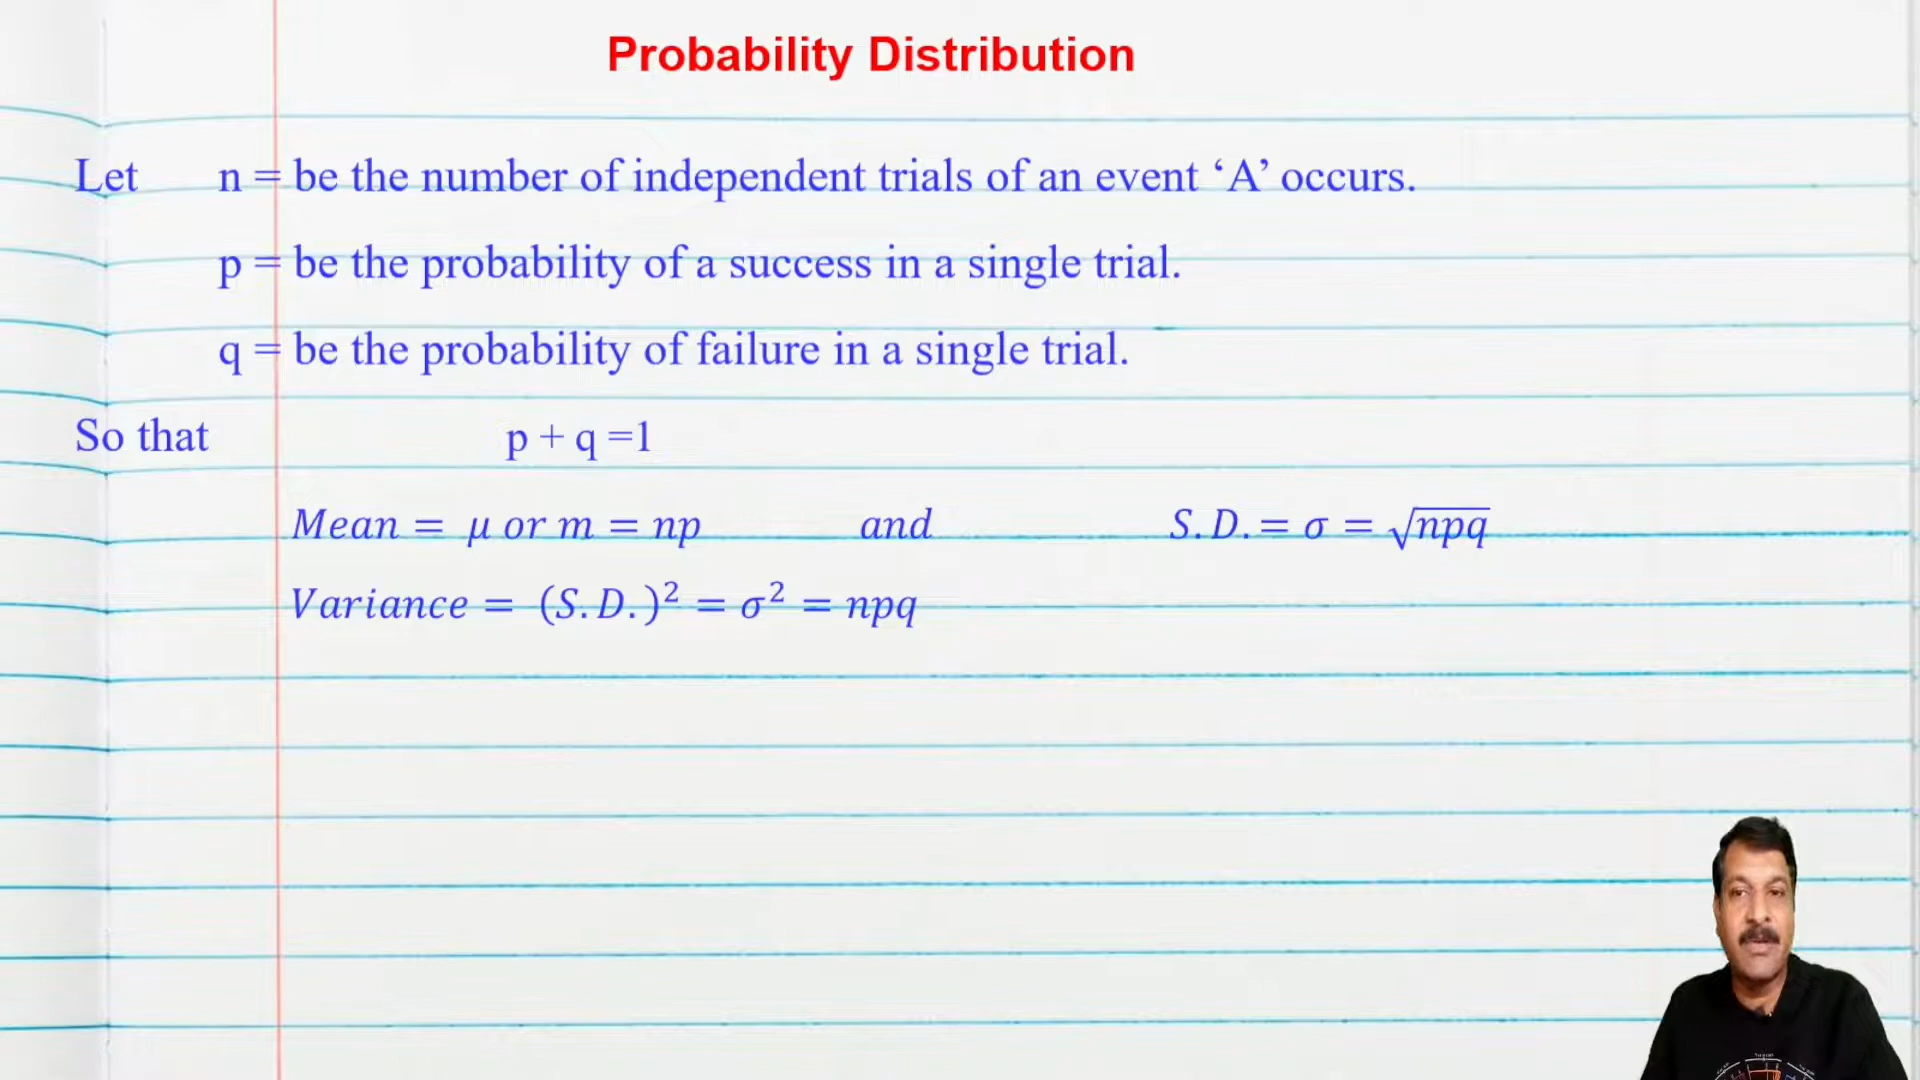 Probability Distribution
Let n = be the number of independent trials of an event ‘A’ occurs.
p = be the probability of a success in a single trial.
q = be the probability of failure in a single trial.
So that p + q =1
Mean = μ or m = np and S.D. = σ = √npq
Variance = (S.D.)² = σ² = npq